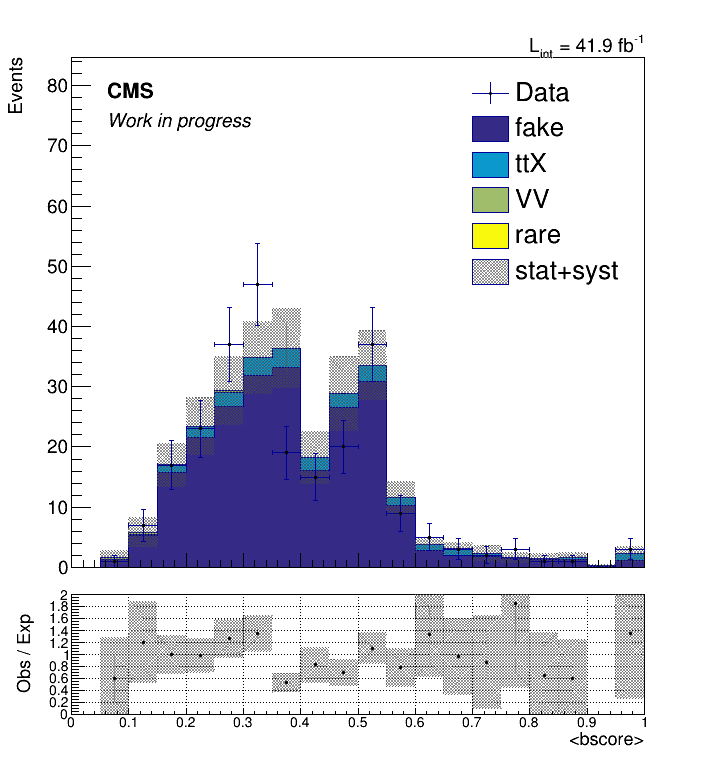 L_int = 41.9 fb^-1
Events
CMS
Work in progress
Data
fake
ttX
VV
rare
stat+syst
80
70
60
50
40
30
20
10
0
Obs / Exp
2
1.8
1.6
1.4
1.2
1
0.8
0.6
0.4
0.2
0
0 0.1 0.2 0.3 0.4 0.5 0.6 0.7 0.8 0.9 1
<bscore>